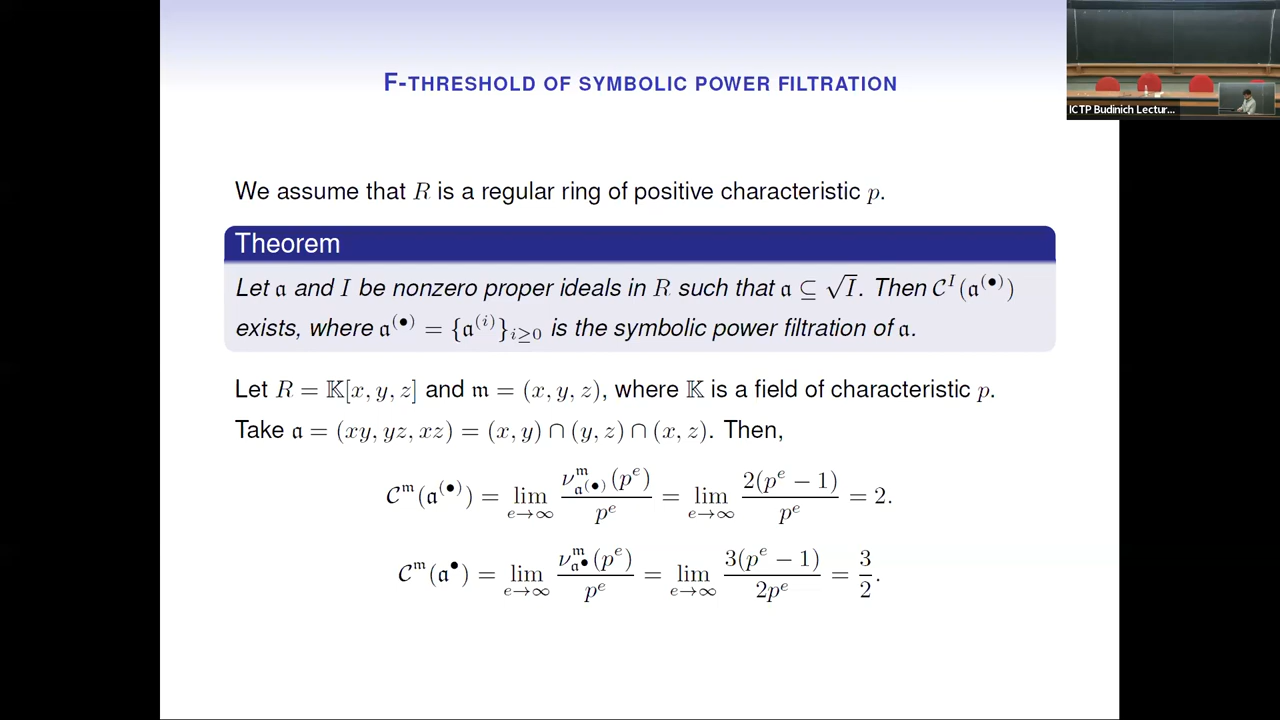 F-THRESHOLD OF SYMBOLIC POWER FILTRATION
ICTP Budinich Lectur...
We assume that R is a regular ring of positive characteristic p.
Theorem
Let 𝔞 and I be nonzero proper ideals in R such that 𝔞 ⊆ √I. Then 𝒞^I(𝔞^(•))
exists, where 𝔞^(•) = {𝔞^(i)}_{i≥0} is the symbolic power filtration of 𝔞.
Let R = 𝕂[x, y, z] and 𝔪 = (x, y, z), where 𝕂 is a field of characteristic p.
Take 𝔞 = (xy, yz, xz) = (x, y) ∩ (y, z) ∩ (x, z). Then,
𝒞^𝔪(𝔞^(•)) = lim_{e→∞} ν^𝔪_{𝔞^(•)}(p^e) / p^e = lim_{e→∞} 2(p^e − 1) / p^e = 2.
𝒞^𝔪(𝔞^•) = lim_{e→∞} ν^𝔪_{𝔞^•}(p^e) / p^e = lim_{e→∞} 3(p^e − 1) / 2p^e = 3/2.